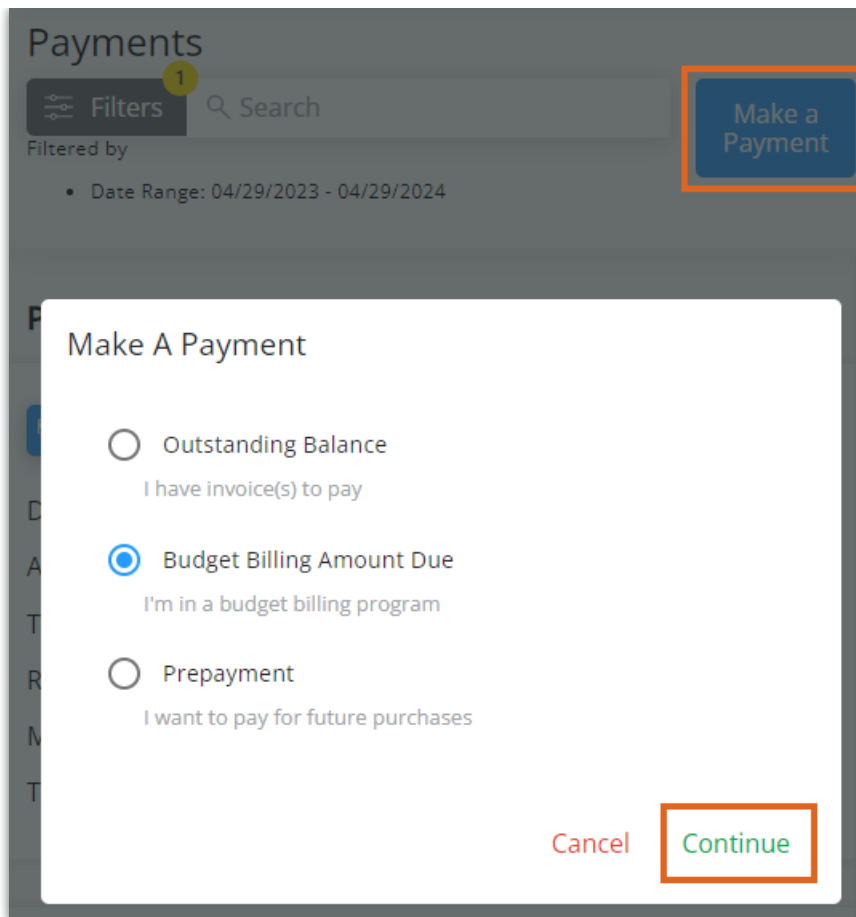 Payments
1
Filters
Search
Make a
Payment
Filtered by
• Date Range: 04/29/2023 - 04/29/2024
P
Make A Payment
Outstanding Balance
I have invoice(s) to pay
D
A
Budget Billing Amount Due
I'm in a budget billing program
T
R
Prepayment
I want to pay for future purchases
M
T
Cancel
Continue